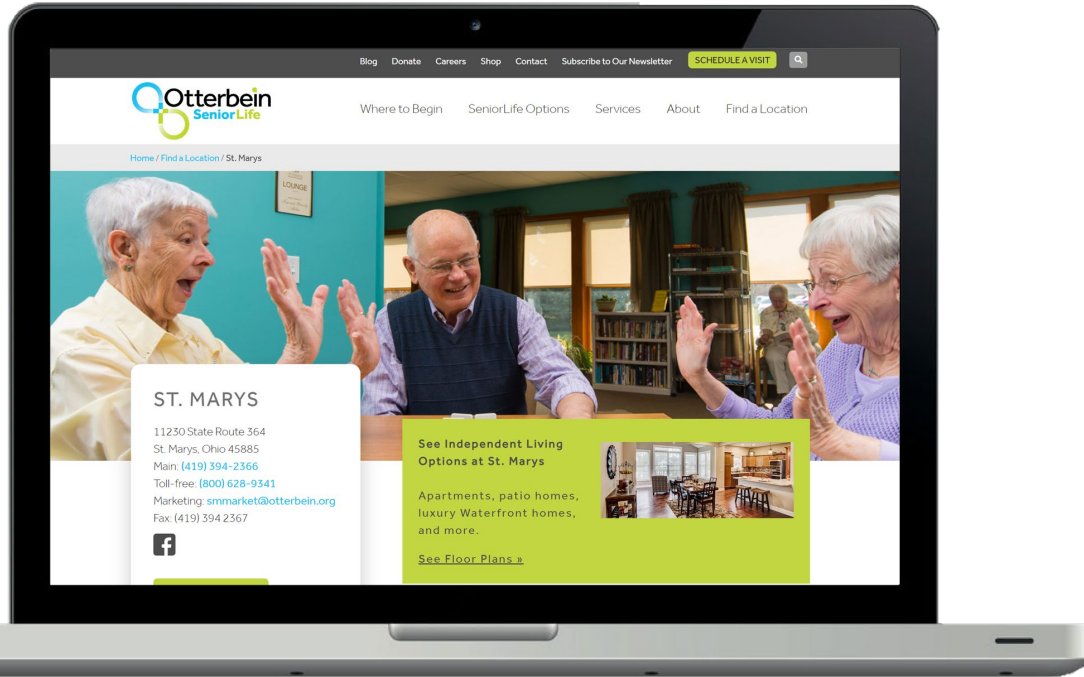 Blog Donate Careers Shop Contact Subscribe to Our Newsletter SCHEDULE A VISIT
Otterbein
SeniorLife
Where to Begin SeniorLife Options Services About Find a Location
Home / Find a Location / St. Marys
LOUNGE
ST. MARYS
11230 State Route 364
St. Marys, Ohio 45885
Main: (419) 394-2366
Toll-free: (800) 628-9341
Marketing: smmarket@otterbein.org
Fax: (419) 394 2367
See Independent Living
Options at St. Marys
Apartments, patio homes,
luxury Waterfront homes,
and more.
See Floor Plans »